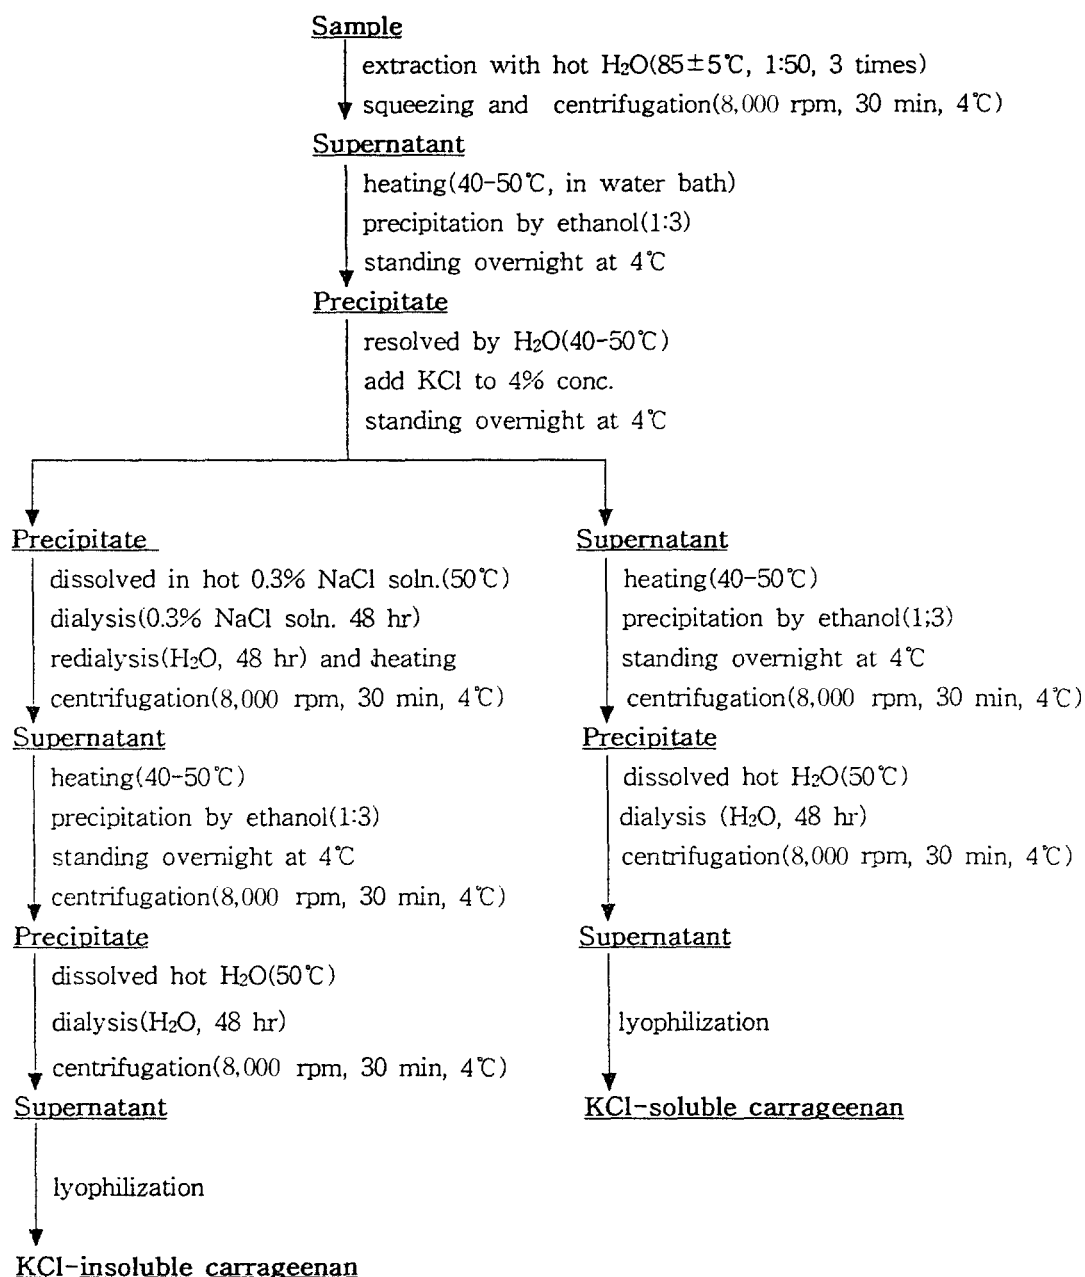 Sample
extraction with hot H₂O(85±5℃, 1:50, 3 times)
squeezing and centrifugation(8,000 rpm, 30 min, 4℃)
Supernatant
heating(40-50℃, in water bath)
precipitation by ethanol(1:3)
standing overnight at 4℃
Precipitate
resolved by H₂O(40-50℃)
add KCl to 4% conc.
standing overnight at 4℃
Precipitate
dissolved in hot 0.3% NaCl soln.(50℃)
dialysis(0.3% NaCl soln. 48 hr)
redialysis(H₂O, 48 hr) and heating
centrifugation(8,000 rpm, 30 min, 4℃)
Supernatant
heating(40-50℃)
precipitation by ethanol(1:3)
standing overnight at 4℃
centrifugation(8,000 rpm, 30 min, 4℃)
Precipitate
dissolved hot H₂O(50℃)
dialysis(H₂O, 48 hr)
centrifugation(8,000 rpm, 30 min, 4℃)
Supernatant
lyophilization
KCl-insoluble carrageenan
Supernatant
heating(40-50℃)
precipitation by ethanol(1;3)
standing overnight at 4℃
centrifugation(8,000 rpm, 30 min, 4℃)
Precipitate
dissolved hot H₂O(50℃)
dialysis (H₂O, 48 hr)
centrifugation(8,000 rpm, 30 min, 4℃)
Supernatant
lyophilization
KCl-soluble carrageenan